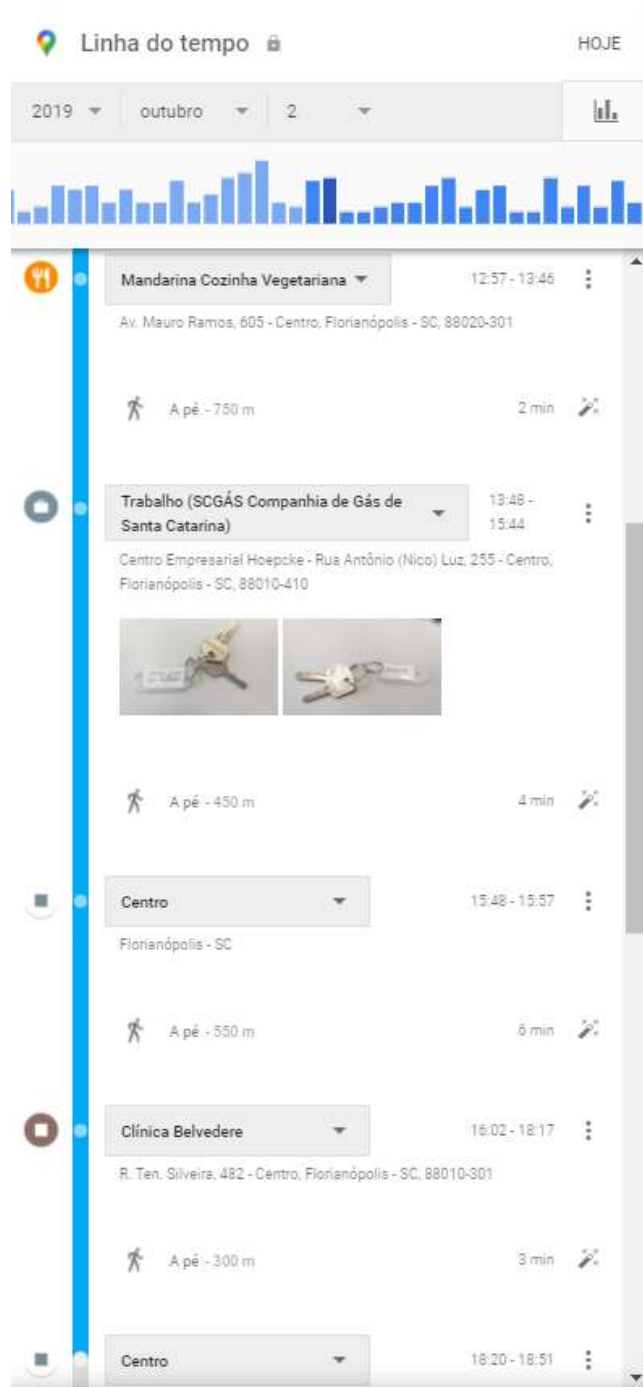 Linha do tempo
HOJE
2019
outubro
2
Mandarina Cozinha Vegetariana
12:57 - 13:46
Av. Mauro Ramos, 605 - Centro, Florianópolis - SC, 88020-301
A pé - 750 m
2 min
Trabalho (SCGÁS Companhia de Gás de
Santa Catarina)
13:48 -
15:44
Centro Empresarial Hoepcke - Rua Antônio (Nico) Luz, 255 - Centro,
Florianópolis - SC, 88010-410
A pé - 450 m
4 min
Centro
15:48 - 15:57
Florianópolis - SC
A pé - 550 m
6 min
Clínica Belvedere
16:02 - 18:17
R. Ten. Silveira, 482 - Centro, Florianópolis - SC, 88010-301
A pé - 300 m
3 min
Centro
18:20 - 18:51